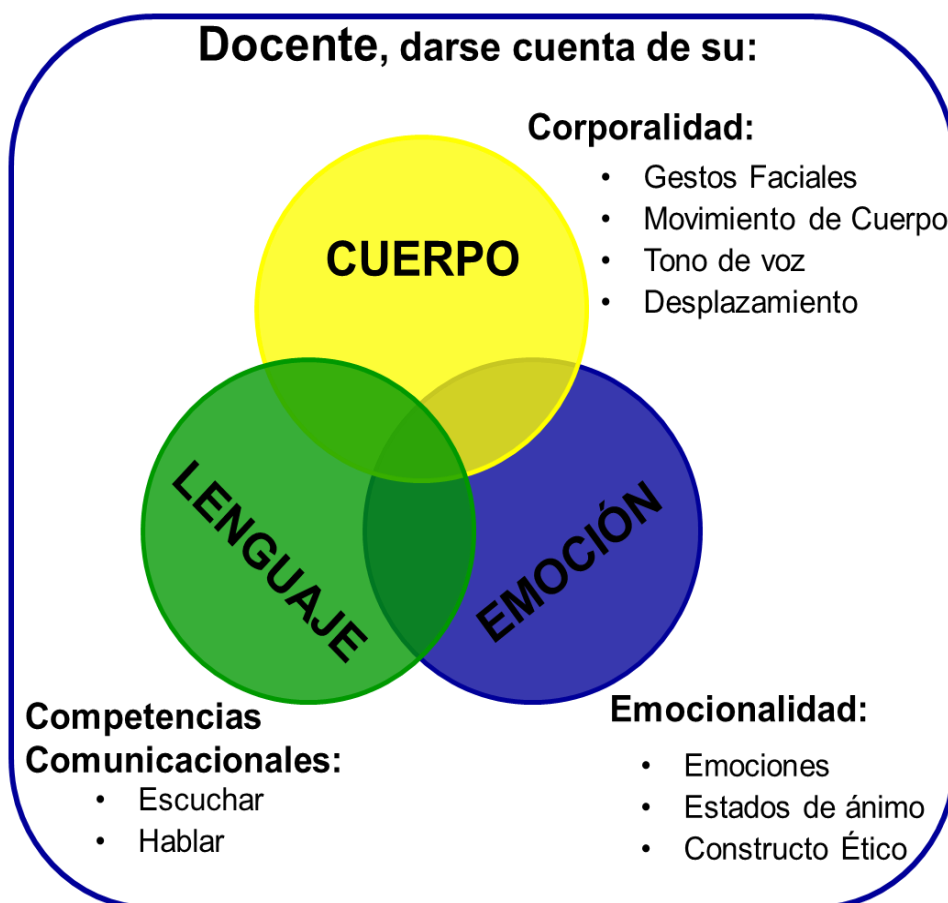 Docente, darse cuenta de su:
Corporalidad:
• Gestos Faciales
• Movimiento de Cuerpo
• Tono de voz
• Desplazamiento
CUERPO
LENGUAJE
EMOCIÓN
Competencias
Comunicacionales:
• Escuchar
• Hablar
Emocionalidad:
• Emociones
• Estados de ánimo
• Constructo Ético